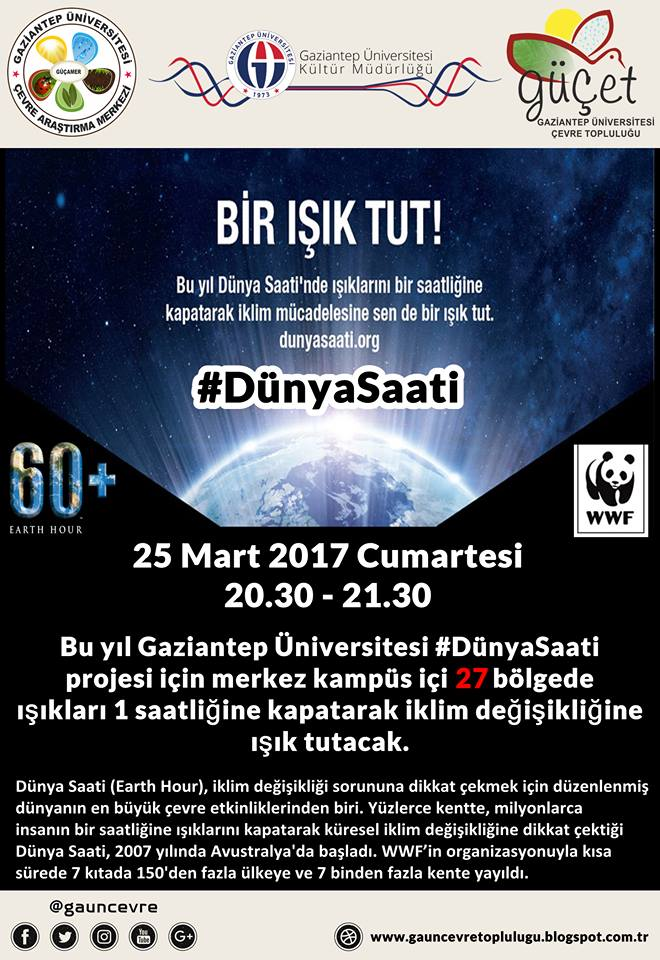 GAZİANTEP ÜNİVERSİTESİ
GÜÇAMER
ÇEVRE ARAŞTIRMA MERKEZİ
GAZİANTEP ÜNİVERSİTESİ
1973
Gaziantep Üniversitesi
Kültür Müdürlüğü
güçet
GAZİANTEP ÜNİVERSİTESİ
ÇEVRE TOPLULUĞU
BİR IŞIK TUT!
Bu yıl Dünya Saati'nde ışıklarını bir saatliğine
kapatarak iklim mücadelesine sen de bir ışık tut.
dunyasaati.org
#DünyaSaati
60+
EARTH HOUR
WWF
25 Mart 2017 Cumartesi
20.30 - 21.30
Bu yıl Gaziantep Üniversitesi #DünyaSaati
projesi için merkez kampüs içi 27 bölgede
ışıkları 1 saatliğine kapatarak iklim değişikliğine
ışık tutacak.
Dünya Saati (Earth Hour), iklim değişikliği sorununa dikkat çekmek için düzenlenmiş
dünyanın en büyük çevre etkinliklerinden biri. Yüzlerce kentte, milyonlarca
insanın bir saatliğine ışıklarını kapatarak küresel iklim değişikliğine dikkat çektiği
Dünya Saati, 2007 yılında Avustralya'da başladı. WWF’in organizasyonuyla kısa
sürede 7 kıtada 150'den fazla ülkeye ve 7 binden fazla kente yayıldı.
@gauncevre
You Tube
G+
www.gauncevretoplulugu.blogspot.com.tr